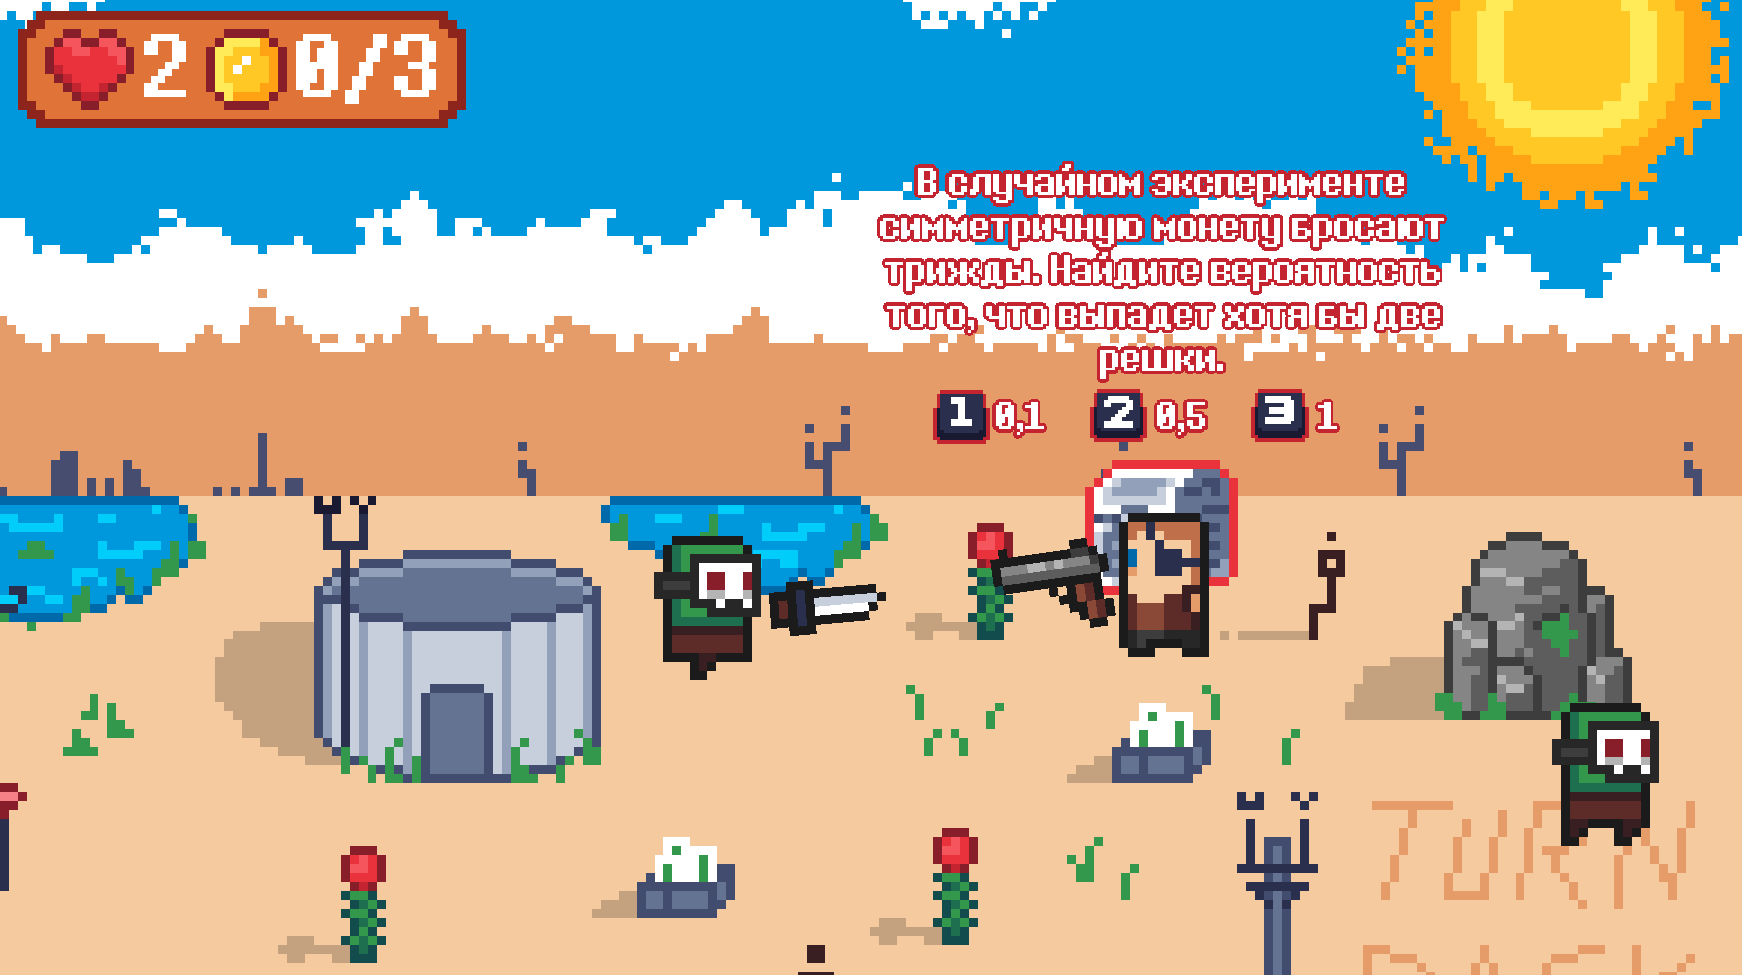 2 0/3
В случайном эксперименте
симметричную монету бросают
трижды. Найдите вероятность
того, что выпадет хотя бы две
решки.
1 0,1 2 0,5 3 1
TURN
BACK